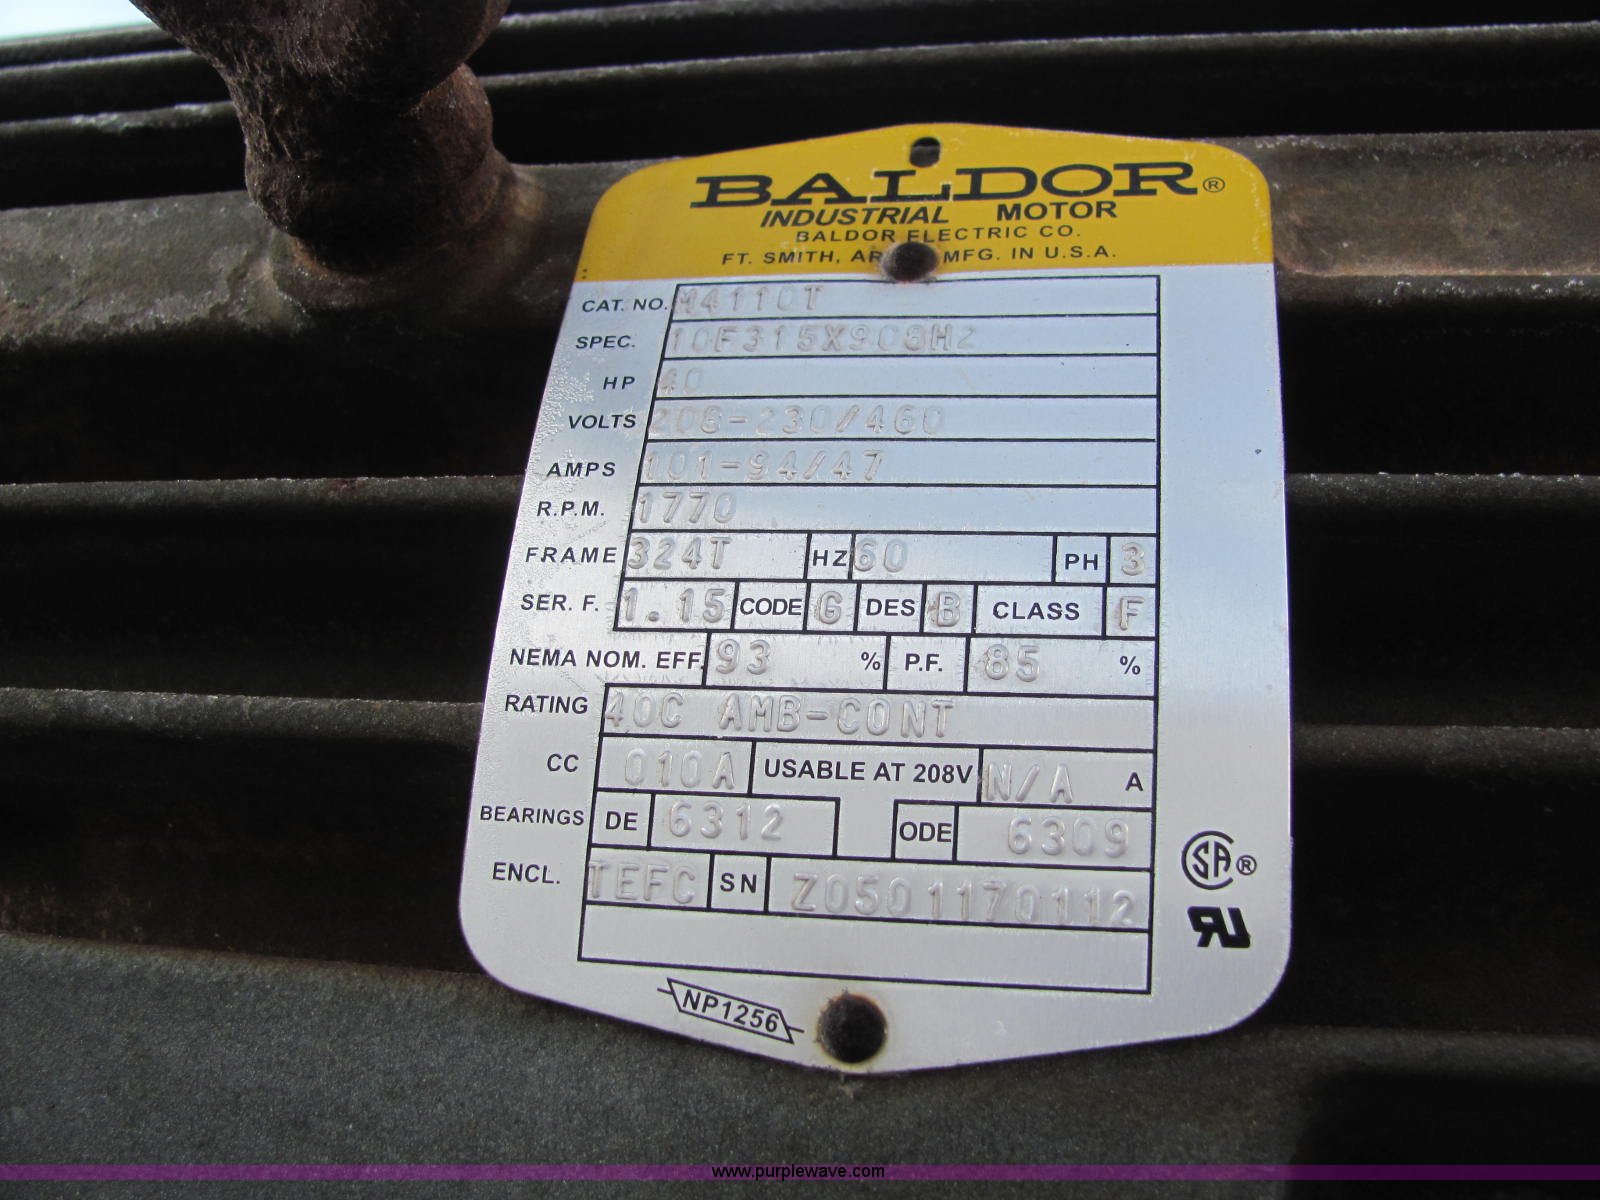 BALDOR®
INDUSTRIAL MOTOR
BALDOR ELECTRIC CO.
FT. SMITH, AR MFG. IN U.S.A.
CAT. NO. M4110T
SPEC. 10F315X908H2
HP 40
VOLTS 208-230/460
AMPS 101-94/47
R.P.M. 1770
FRAME 324T HZ 60 PH 3
SER. F. 1.15 CODE G DES B CLASS F
NEMA NOM. EFF. 93 % P.F. 85 %
RATING 40C AMB-CONT
CC 010A USABLE AT 208V N/A A
BEARINGS DE 6312 ODE 6309
ENCL. TEFC SN Z0501170112
SA®
UR
NP1256
www.purplewave.com